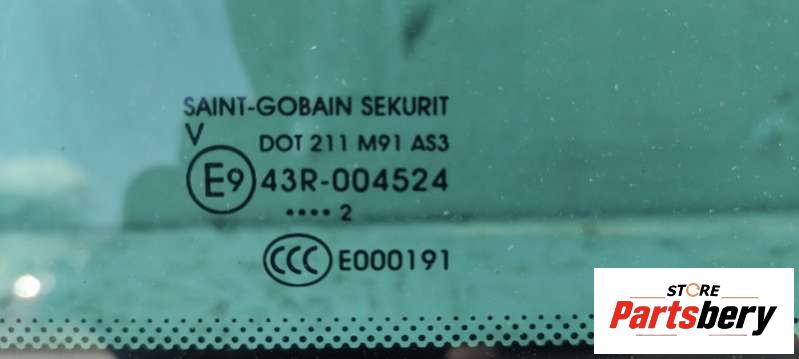 SAINT-GOBAIN SEKURIT
V
DOT 211 M91 AS3
E9 43R-004524
•••• 2
CCC E000191
STORE
Partsbery